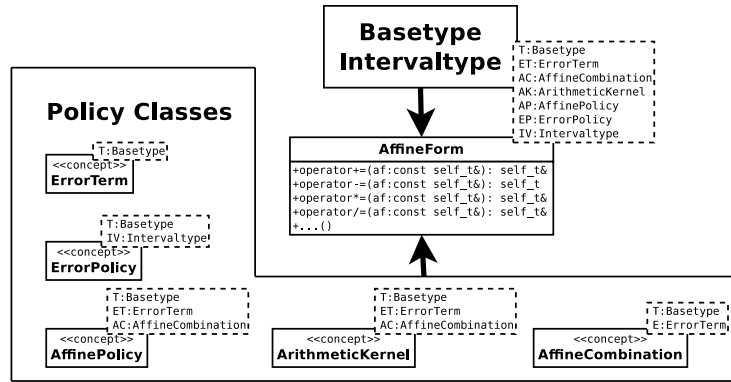 Basetype
Intervaltype
T:Basetype
ET:ErrorTerm
AC:AffineCombination
AK:ArithmeticKernel
AP:AffinePolicy
EP:ErrorPolicy
IV:Intervaltype
AffineForm
+operator+=(af:const self_t&): self_t&
+operator-=(af:const self_t&): self_t
+operator*=(af:const self_t&): self_t&
+operator/=(af:const self_t&): self_t&
+...()
Policy Classes
T:Basetype
<<concept>>
ErrorTerm
T:Basetype
IV:Intervaltype
<<concept>>
ErrorPolicy
T:Basetype
ET:ErrorTerm
AC:AffineCombination
<<concept>>
AffinePolicy
T:Basetype
ET:ErrorTerm
AC:AffineCombination
<<concept>>
ArithmeticKernel
T:Basetype
E:ErrorTerm
<<concept>>
AffineCombination